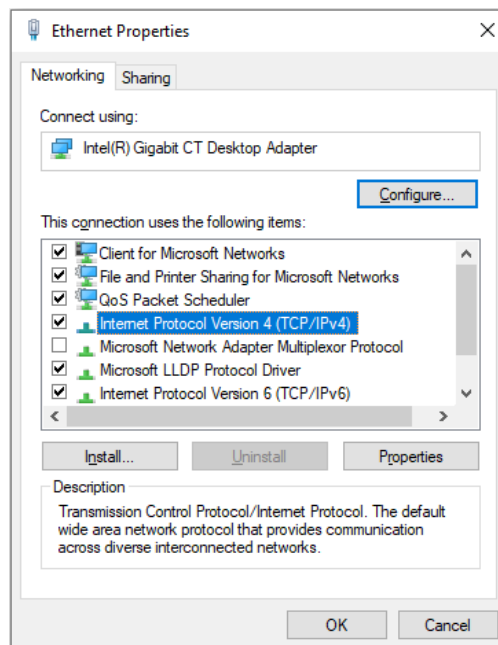 Ethernet Properties
Networking
Sharing
Connect using:
Intel(R) Gigabit CT Desktop Adapter
Configure...
This connection uses the following items:
Client for Microsoft Networks
File and Printer Sharing for Microsoft Networks
QoS Packet Scheduler
Internet Protocol Version 4 (TCP/IPv4)
Microsoft Network Adapter Multiplexor Protocol
Microsoft LLDP Protocol Driver
Internet Protocol Version 6 (TCP/IPv6)
Install...
Uninstall
Properties
Description
Transmission Control Protocol/Internet Protocol. The default
wide area network protocol that provides communication
across diverse interconnected networks.
OK
Cancel